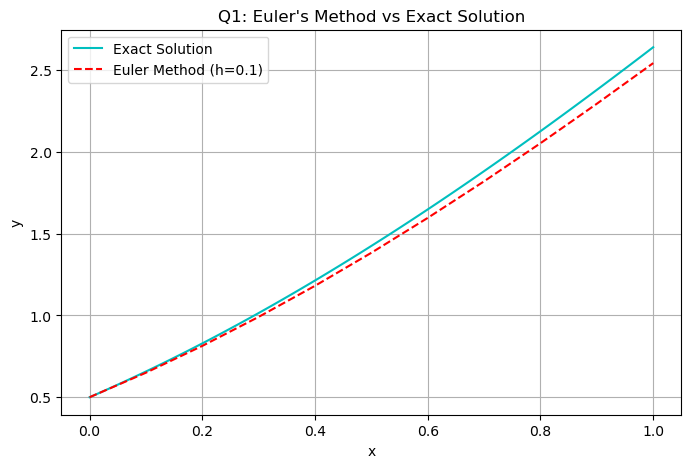 Q1: Euler's Method vs Exact Solution
Exact Solution
Euler Method (h=0.1)
y
2.5
2.0
1.5
1.0
0.5
0.0 0.2 0.4 0.6 0.8 1.0
x